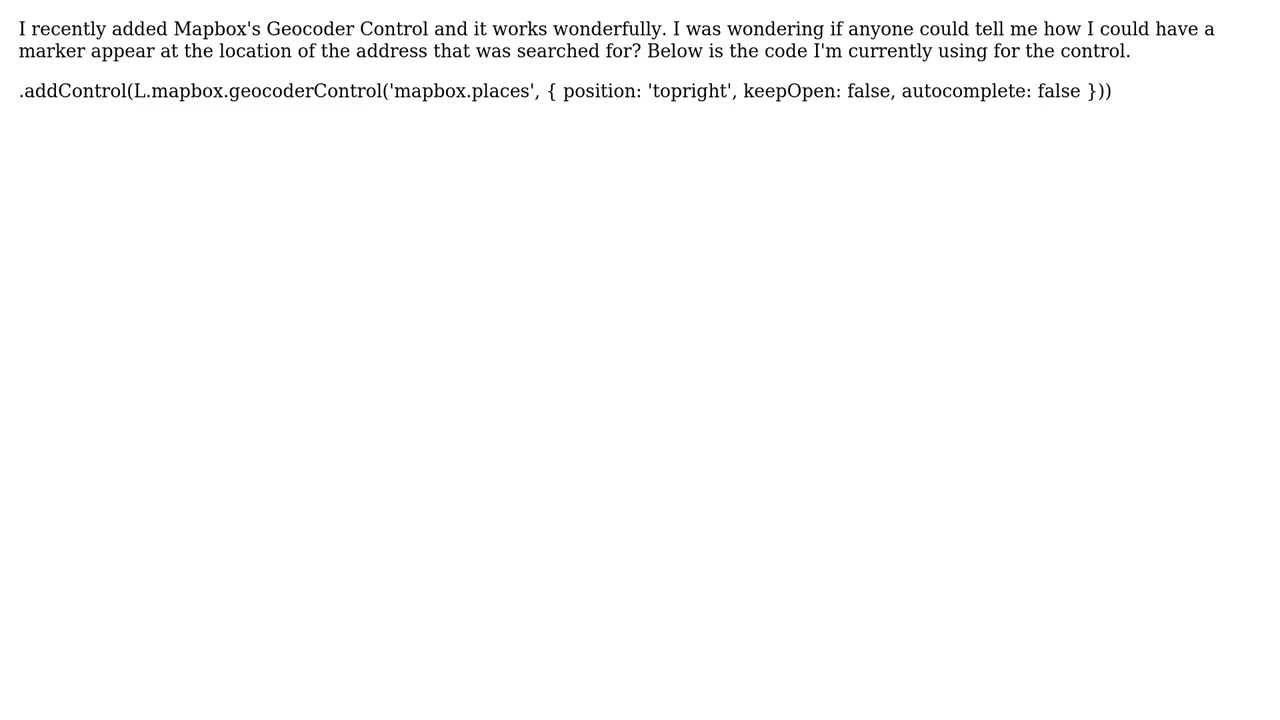 I recently added Mapbox's Geocoder Control and it works wonderfully. I was wondering if anyone could tell me how I could have a
marker appear at the location of the address that was searched for? Below is the code I'm currently using for the control.
.addControl(L.mapbox.geocoderControl('mapbox.places', { position: 'topright', keepOpen: false, autocomplete: false }))